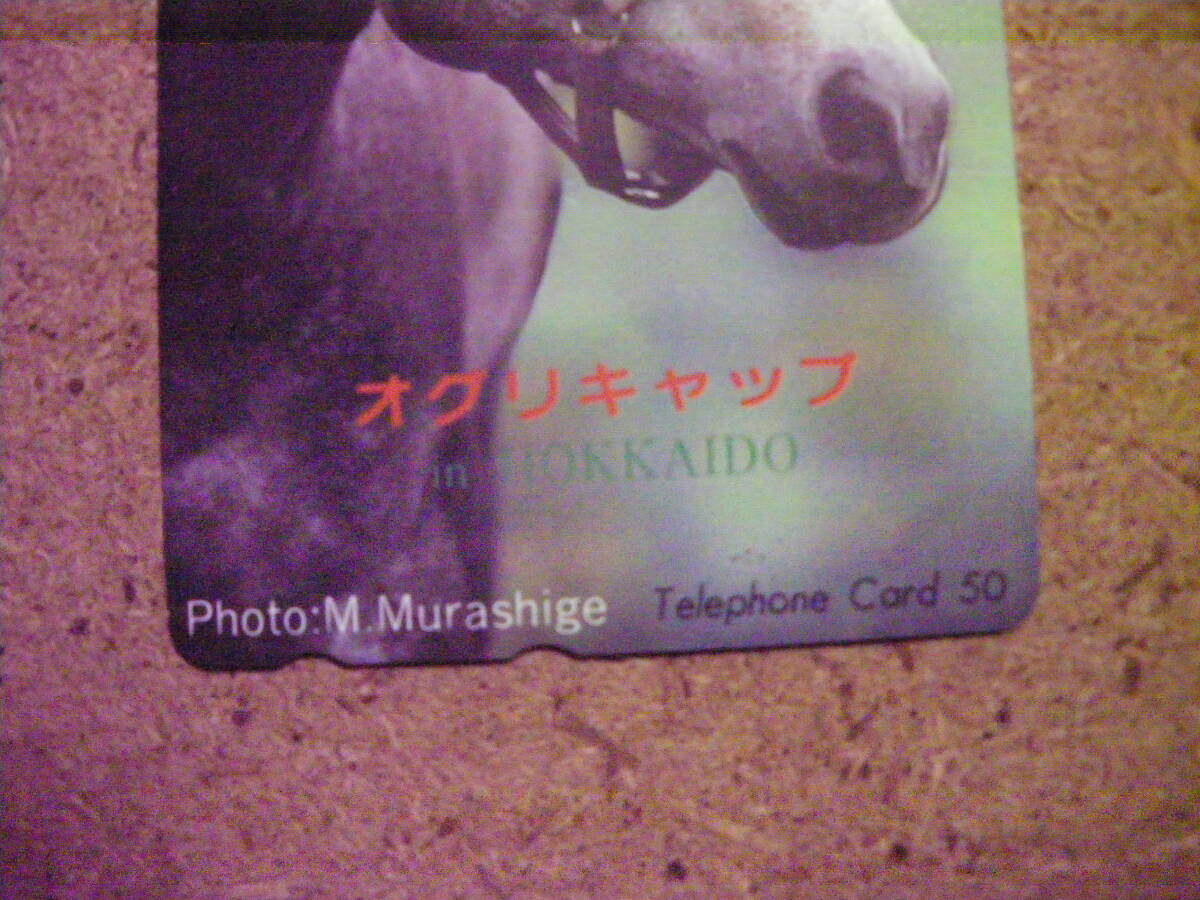 オグリキャップ
in HOKKAIDO
Photo:M.Murashige
Telephone Card 50